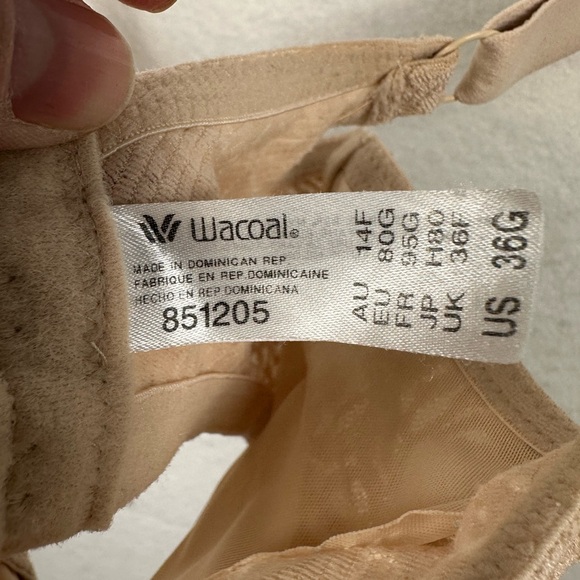 Wacoal®
MADE IN DOMINICAN REP
FABRIQUE EN REP.DOMINICAINE
HECHO EN REP.DOMINICANA
851205
AU 14F
EU 80G
FR 95G
JP H80
UK 36F
US 36G